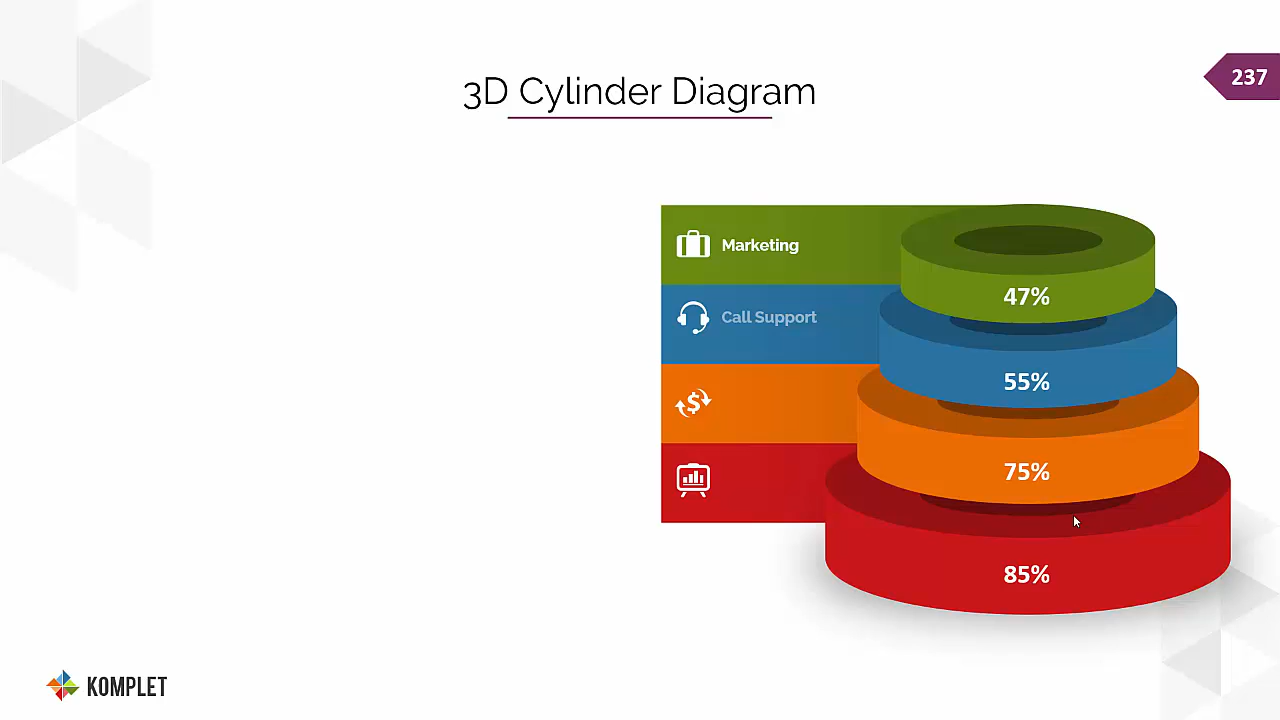 3D Cylinder Diagram
237
Marketing
47%
Call Support
55%
75%
85%
KOMPLET